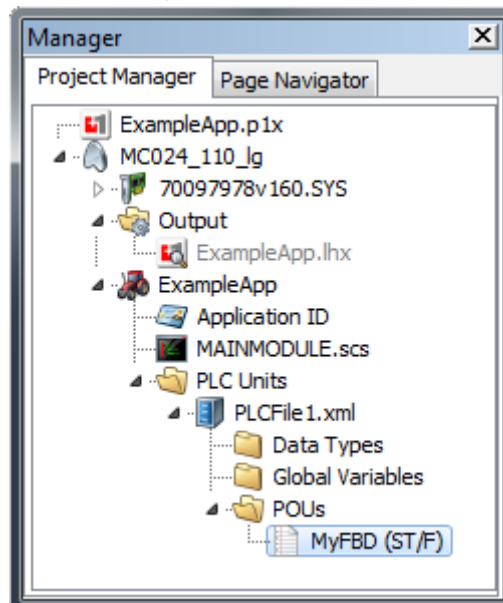 Manager
Project Manager Page Navigator
ExampleApp.p1x
MC024_110_lg
70097978v160.SYS
Output
ExampleApp.lhx
ExampleApp
Application ID
MAINMODULE.scs
PLC Units
PLCFile1.xml
Data Types
Global Variables
POUs
MyFBD (ST/F)